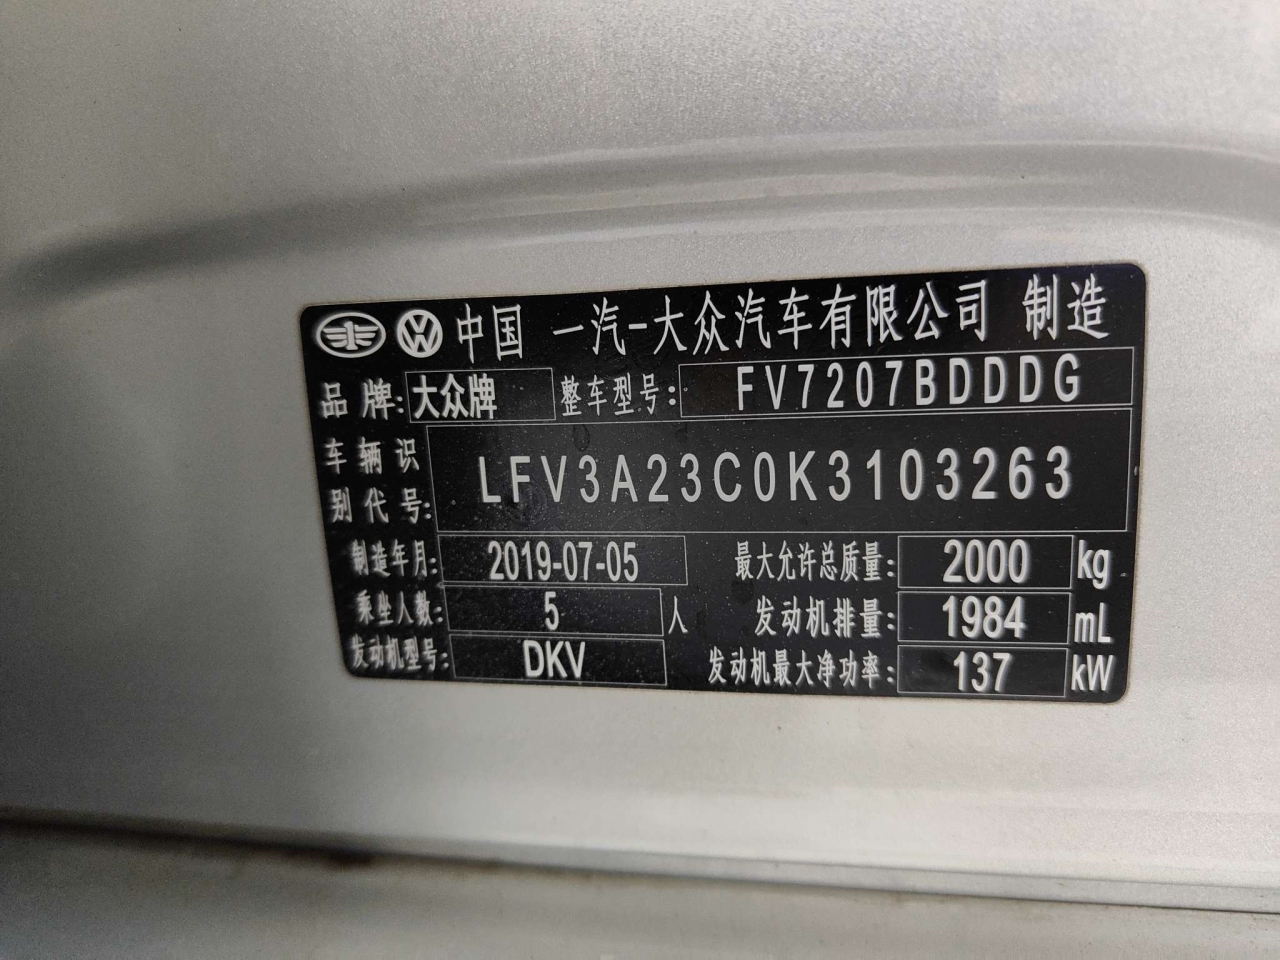 中国 一汽-大众汽车有限公司 制造
品 牌: 大众牌 整车型号: FV7207BDDDG
车 辆 识
别 代 号: LFV3A23C0K3103263
制造年月: 2019-07-05 最大允许总质量: 2000 kg
乘坐人数: 5 人 发动机排量: 1984 mL
发动机型号: DKV 发动机最大净功率: 137 kW